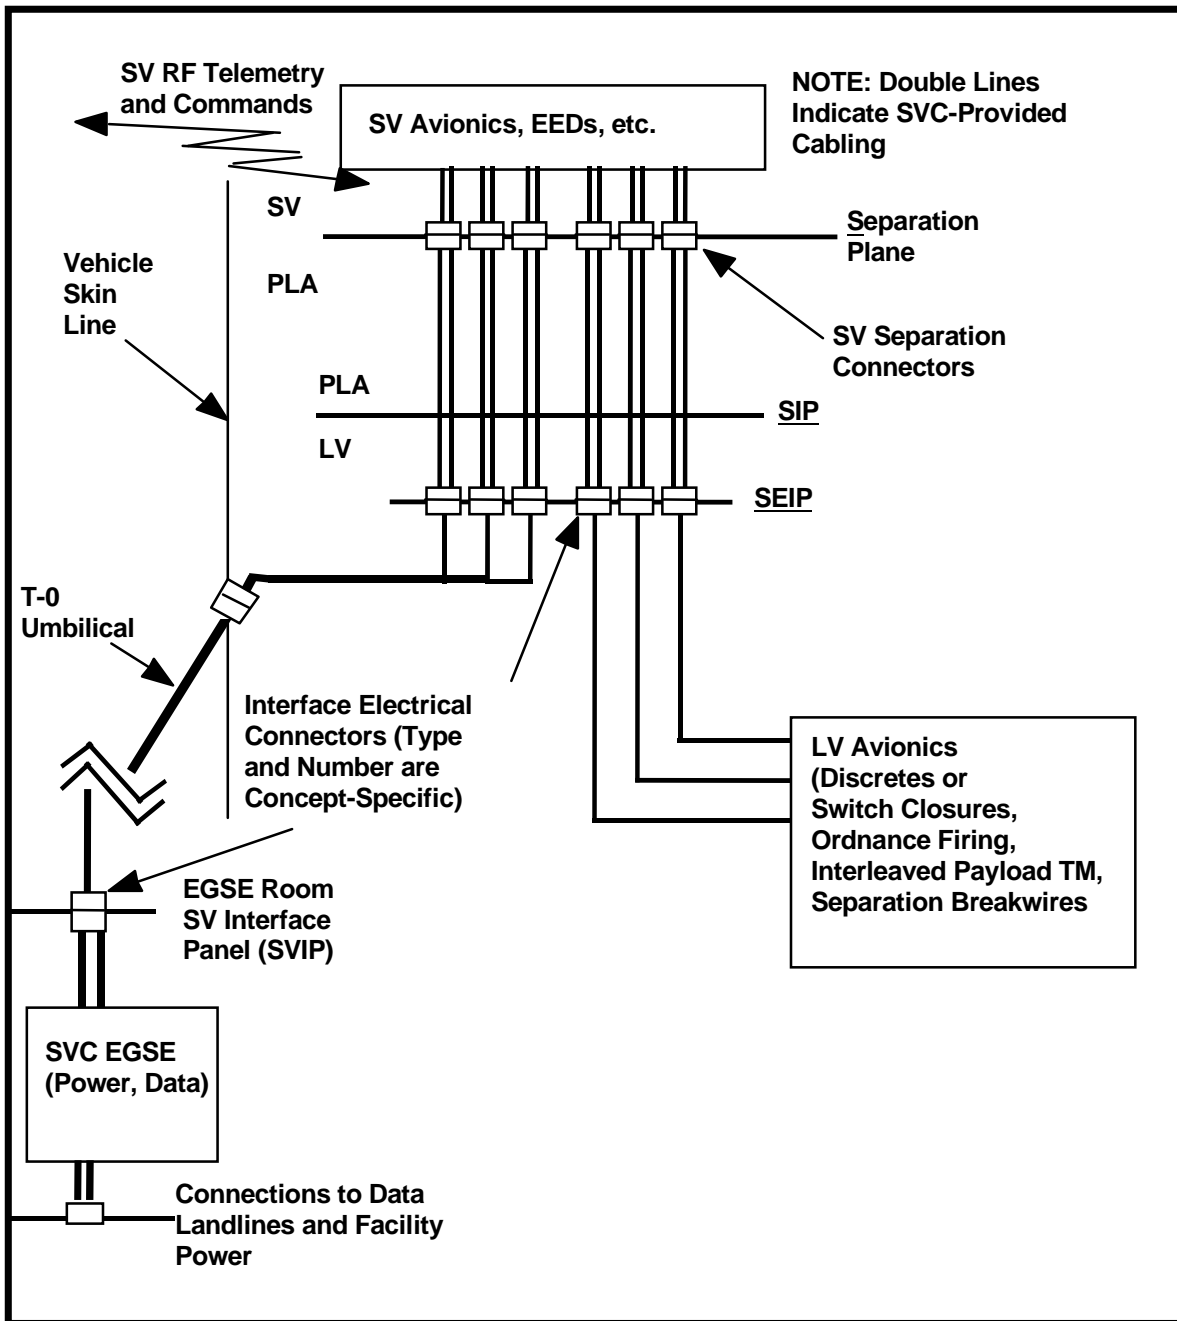 SV RF Telemetry
and Commands
SV Avionics, EEDs, etc.
NOTE: Double Lines
Indicate SVC-Provided
Cabling
SV
Separation
Plane
Vehicle
Skin
Line
PLA
SV Separation
Connectors
PLA
SIP
LV
SEIP
T-0
Umbilical
Interface Electrical
Connectors (Type
and Number are
Concept-Specific)
LV Avionics
(Discretes or
Switch Closures,
Ordnance Firing,
Interleaved Payload TM,
Separation Breakwires
EGSE Room
SV Interface
Panel (SVIP)
SVC EGSE
(Power, Data)
Connections to Data
Landlines and Facility
Power